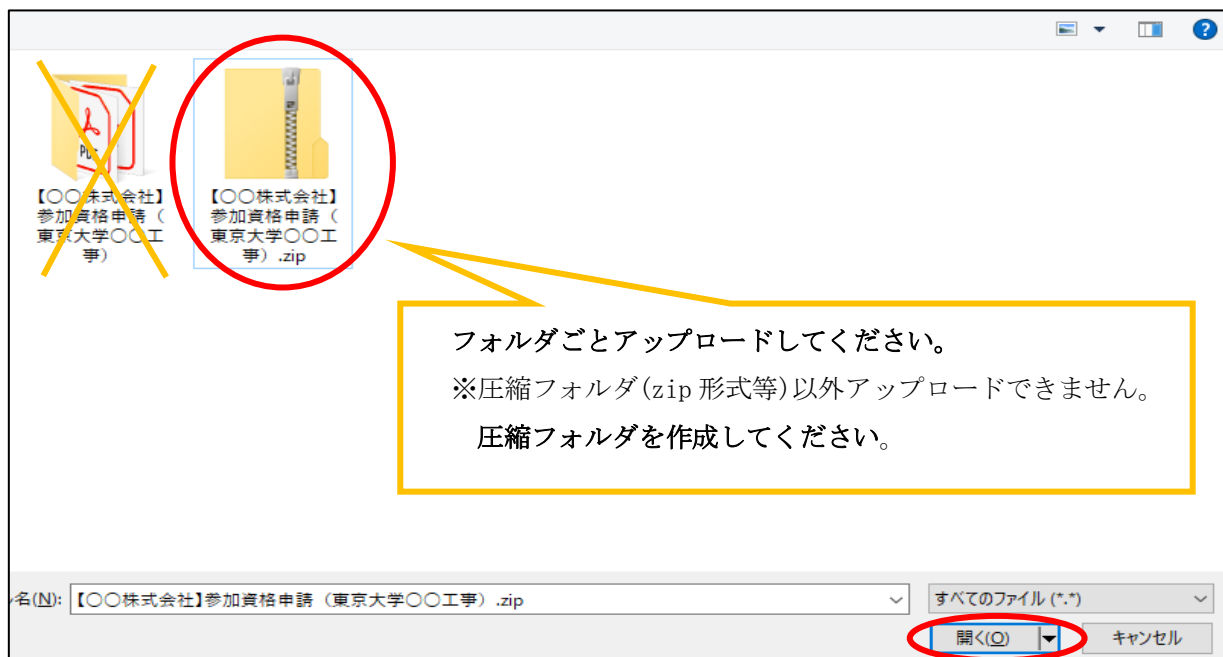 【〇〇株式会社】
参加資格申請（
東京大学〇〇工
事）
【〇〇株式会社】
参加資格申請（
東京大学〇〇工
事）.zip
フォルダごとアップロードしてください。
※圧縮フォルダ(zip 形式等)以外アップロードできません。
圧縮フォルダを作成してください。
名(N): 【〇〇株式会社】参加資格申請（東京大学〇〇工事）.zip すべてのファイル (*.*)
開く(O) キャンセル